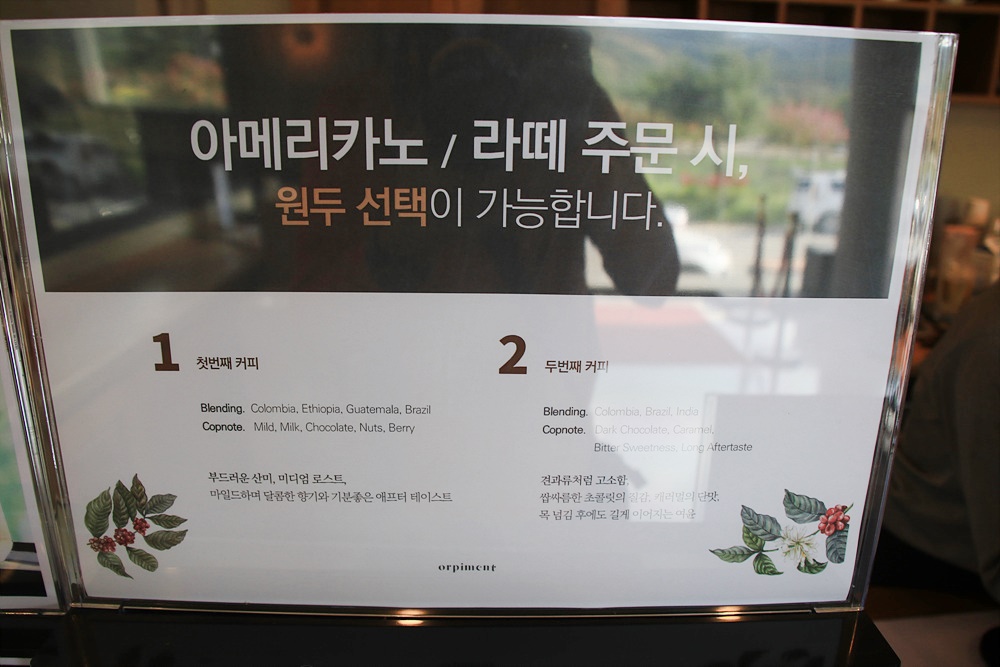 아메리카노 / 라떼 주문 시,
원두 선택이 가능합니다.
1 첫번째 커피
Blending. Colombia, Ethiopia, Guatemala, Brazil
Copnote. Mild, Milk, Chocolate, Nuts, Berry
부드러운 산미, 미디엄 로스트,
마일드하며 달콤한 향기와 기분좋은 애프터 테이스트
2 두번째 커피
Blending. Colombia, Brazil, India
Copnote. Dark Chocolate, Caramel,
Bitter Sweetness, Long Aftertaste
견과류처럼 고소함,
쌉싸름한 초콜릿의 질감, 캐러멜의 단맛,
목 넘김 후에도 길게 이어지는 여운
orpiment